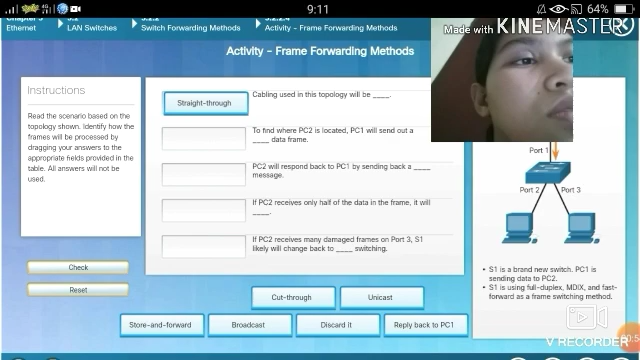 9:11
64%
Chapter 5
Ethernet
5.2
LAN Switches
5.2.2
Switch Forwarding Methods
5.2.2.4
Activity – Frame Forwarding Methods
Made with KINEMASTER
Activity – Frame Forwarding Methods
Instructions
Read the scenario based on the
topology shown. Identify how the
frames will be processed by
dragging your answers to the
appropriate fields provided in the
table. All answers will not be
used.
Check
Reset
Straight-through
Cabling used in this topology will be ____.
To find where PC2 is located, PC1 will send out a
____ data frame.
PC2 will respond back to PC1 by sending back a ____
message.
If PC2 receives only half of the data in the frame, it will
____.
If PC2 receives many damaged frames on Port 3, S1
likely will change back to ____ switching.
Cut-through
Unicast
Store-and-forward
Broadcast
Discard it
Reply back to PC1
Port 1
Port 2
Port 3
• S1 is a brand new switch. PC1 is
sending data to PC2.
• S1 is using full-duplex, MDIX, and fast-
forward as a frame switching method.
V RECORDER